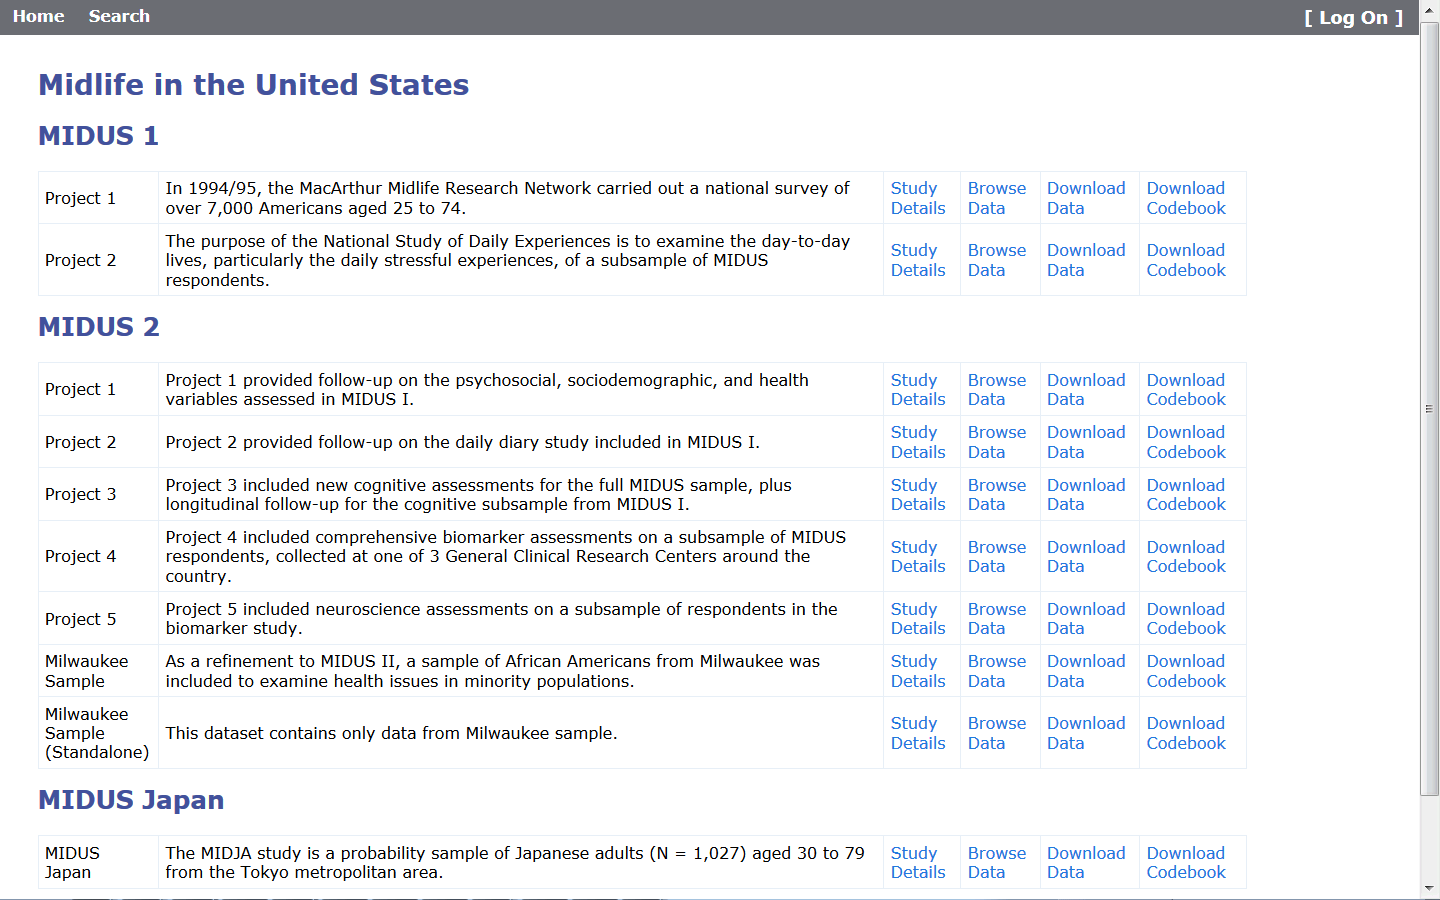 Home Search [ Log On ]
Midlife in the United States
MIDUS 1
Project 1
In 1994/95, the MacArthur Midlife Research Network carried out a national survey of
over 7,000 Americans aged 25 to 74.
Study
Details
Browse
Data
Download
Data
Download
Codebook
Project 2
The purpose of the National Study of Daily Experiences is to examine the day-to-day
lives, particularly the daily stressful experiences, of a subsample of MIDUS
respondents.
Study
Details
Browse
Data
Download
Data
Download
Codebook
MIDUS 2
Project 1
Project 1 provided follow-up on the psychosocial, sociodemographic, and health
variables assessed in MIDUS I.
Study
Details
Browse
Data
Download
Data
Download
Codebook
Project 2
Project 2 provided follow-up on the daily diary study included in MIDUS I.
Study
Details
Browse
Data
Download
Data
Download
Codebook
Project 3
Project 3 included new cognitive assessments for the full MIDUS sample, plus
longitudinal follow-up for the cognitive subsample from MIDUS I.
Study
Details
Browse
Data
Download
Data
Download
Codebook
Project 4
Project 4 included comprehensive biomarker assessments on a subsample of MIDUS
respondents, collected at one of 3 General Clinical Research Centers around the
country.
Study
Details
Browse
Data
Download
Data
Download
Codebook
Project 5
Project 5 included neuroscience assessments on a subsample of respondents in the
biomarker study.
Study
Details
Browse
Data
Download
Data
Download
Codebook
Milwaukee
Sample
As a refinement to MIDUS II, a sample of African Americans from Milwaukee was
included to examine health issues in minority populations.
Study
Details
Browse
Data
Download
Data
Download
Codebook
Milwaukee
Sample
(Standalone)
This dataset contains only data from Milwaukee sample.
Study
Details
Browse
Data
Download
Data
Download
Codebook
MIDUS Japan
MIDUS
Japan
The MIDJA study is a probability sample of Japanese adults (N = 1,027) aged 30 to 79
from the Tokyo metropolitan area.
Study
Details
Browse
Data
Download
Data
Download
Codebook